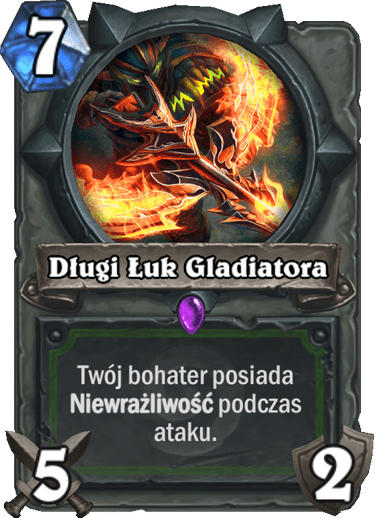 7
Długi Łuk Gladiatora
Twój bohater posiada
Niewrażliwość podczas
ataku.
5
2